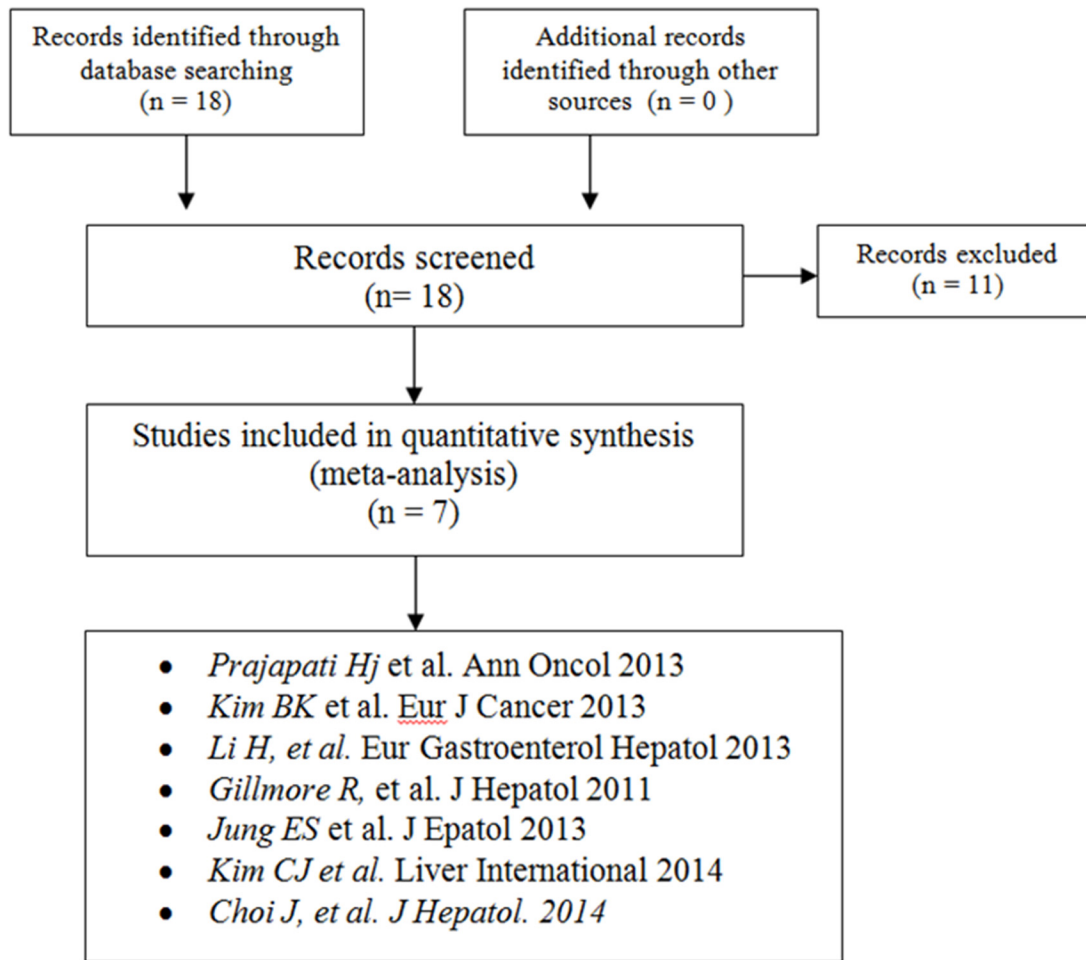 Records identified through
database searching
(n = 18)
Additional records
identified through other
sources (n = 0 )
Records screened
(n= 18)
Records excluded
(n = 11)
Studies included in quantitative synthesis
(meta-analysis)
(n = 7)
• Prajapati Hj et al. Ann Oncol 2013
• Kim BK et al. Eur J Cancer 2013
• Li H, et al. Eur Gastroenterol Hepatol 2013
• Gillmore R, et al. J Hepatol 2011
• Jung ES et al. J Epatol 2013
• Kim CJ et al. Liver International 2014
• Choi J, et al. J Hepatol. 2014